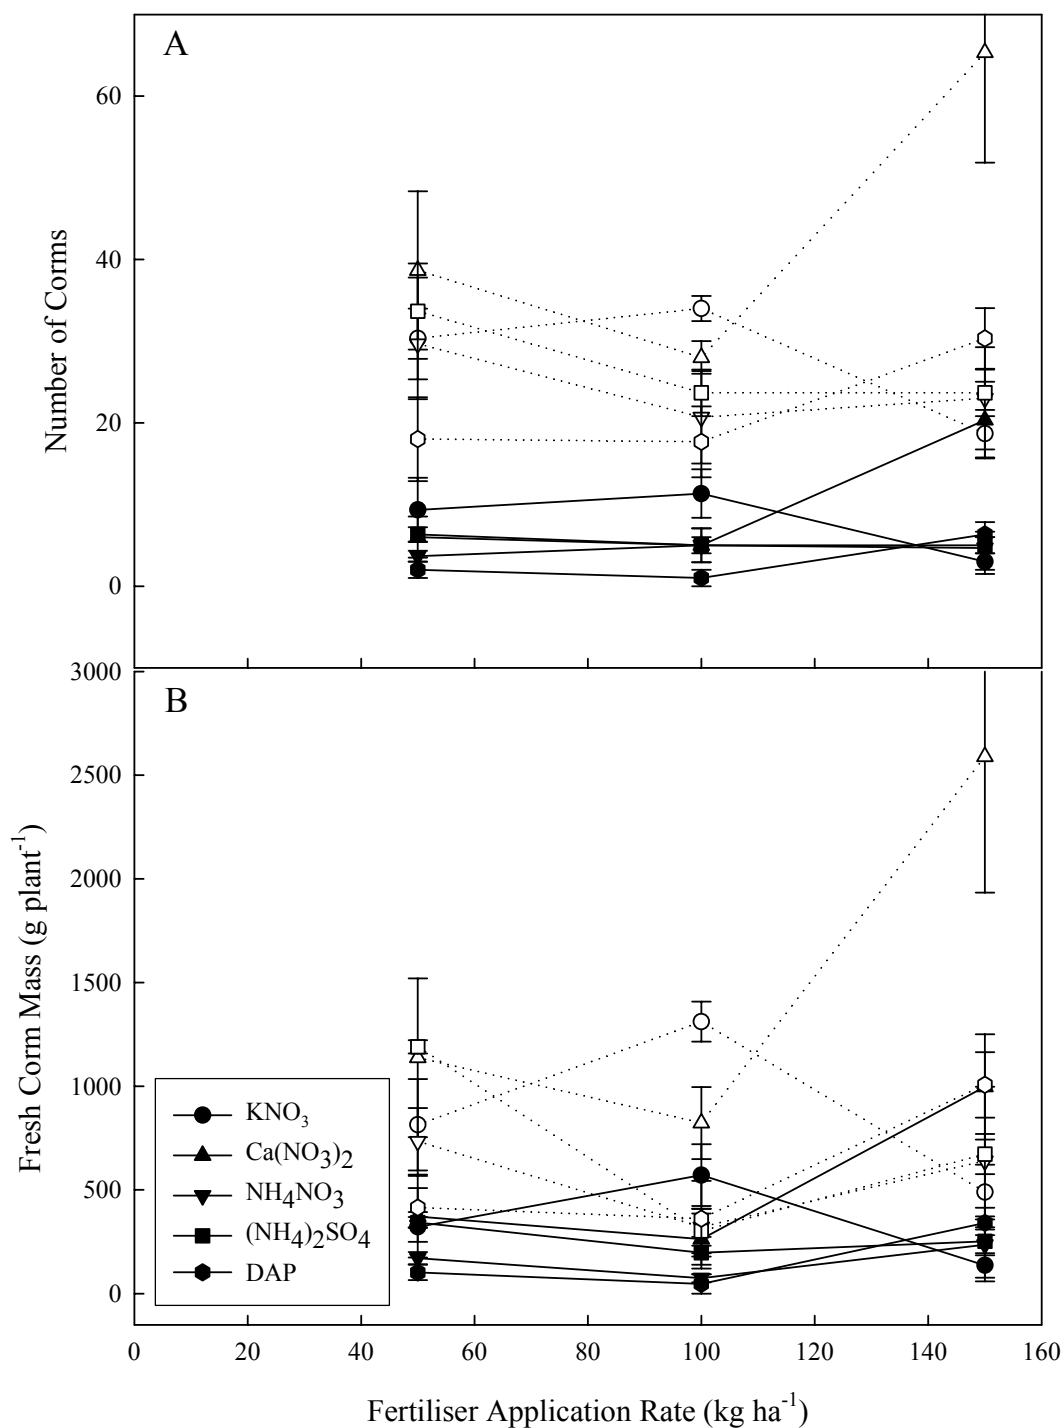 A
60
40
20
0
Number of Corms
B
3000
2500
2000
1500
1000
500
0
Fresh Corm Mass (g plant⁻¹)
KNO₃
Ca(NO₃)₂
NH₄NO₃
(NH₄)₂SO₄
DAP
0 20 40 60 80 100 120 140 160
Fertiliser Application Rate (kg ha⁻¹)